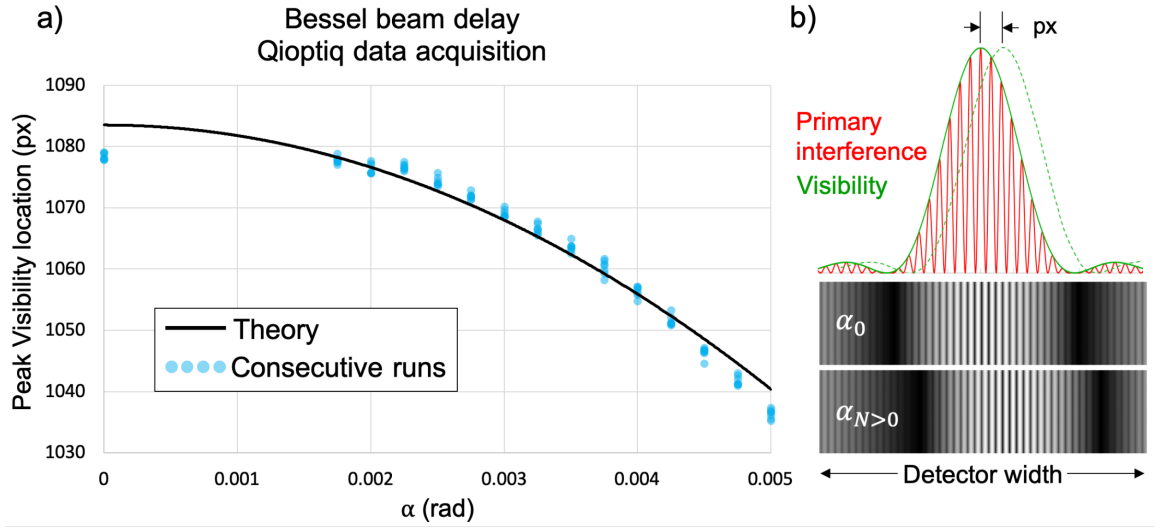 a)
Bessel beam delay
Qioptiq data acquisition
Peak Visibility location (px)
1090
1080
1070
1060
1050
1040
1030
Theory
Consecutive runs
0
0.001
0.002
0.003
0.004
0.005
α (rad)
b)
px
Primary
interference
Visibility
α₀
α_{N>0}
Detector width